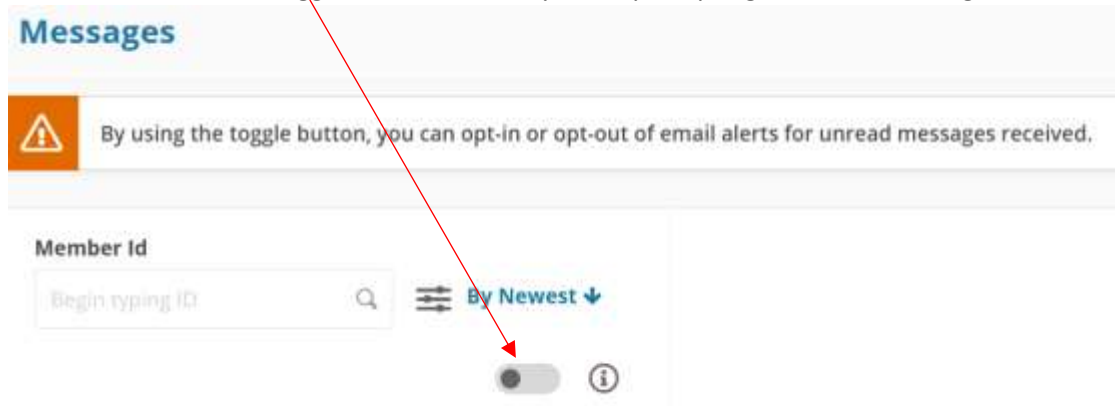 Messages
By using the toggle button, you can opt-in or opt-out of email alerts for unread messages received.
Member Id
Begin typing ID
By Newest